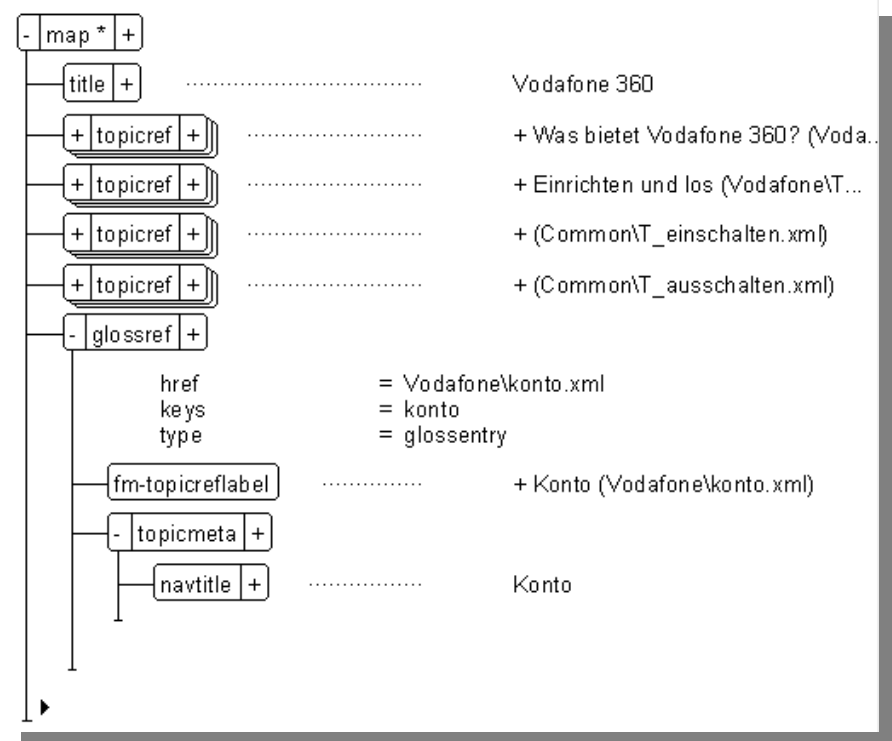 - map * +
title + Vodafone 360
+ topicref + + Was bietet Vodafone 360? (Voda...
+ topicref + + Einrichten und los (Vodafone\T...
+ topicref + + (Common\T_einschalten.xml)
+ topicref + + (Common\T_ausschalten.xml)
- glossref +
href = Vodafone\konto.xml
keys = konto
type = glossentry
fm-topicreflabel + Konto (Vodafone\konto.xml)
- topicmeta +
navtitle + Konto